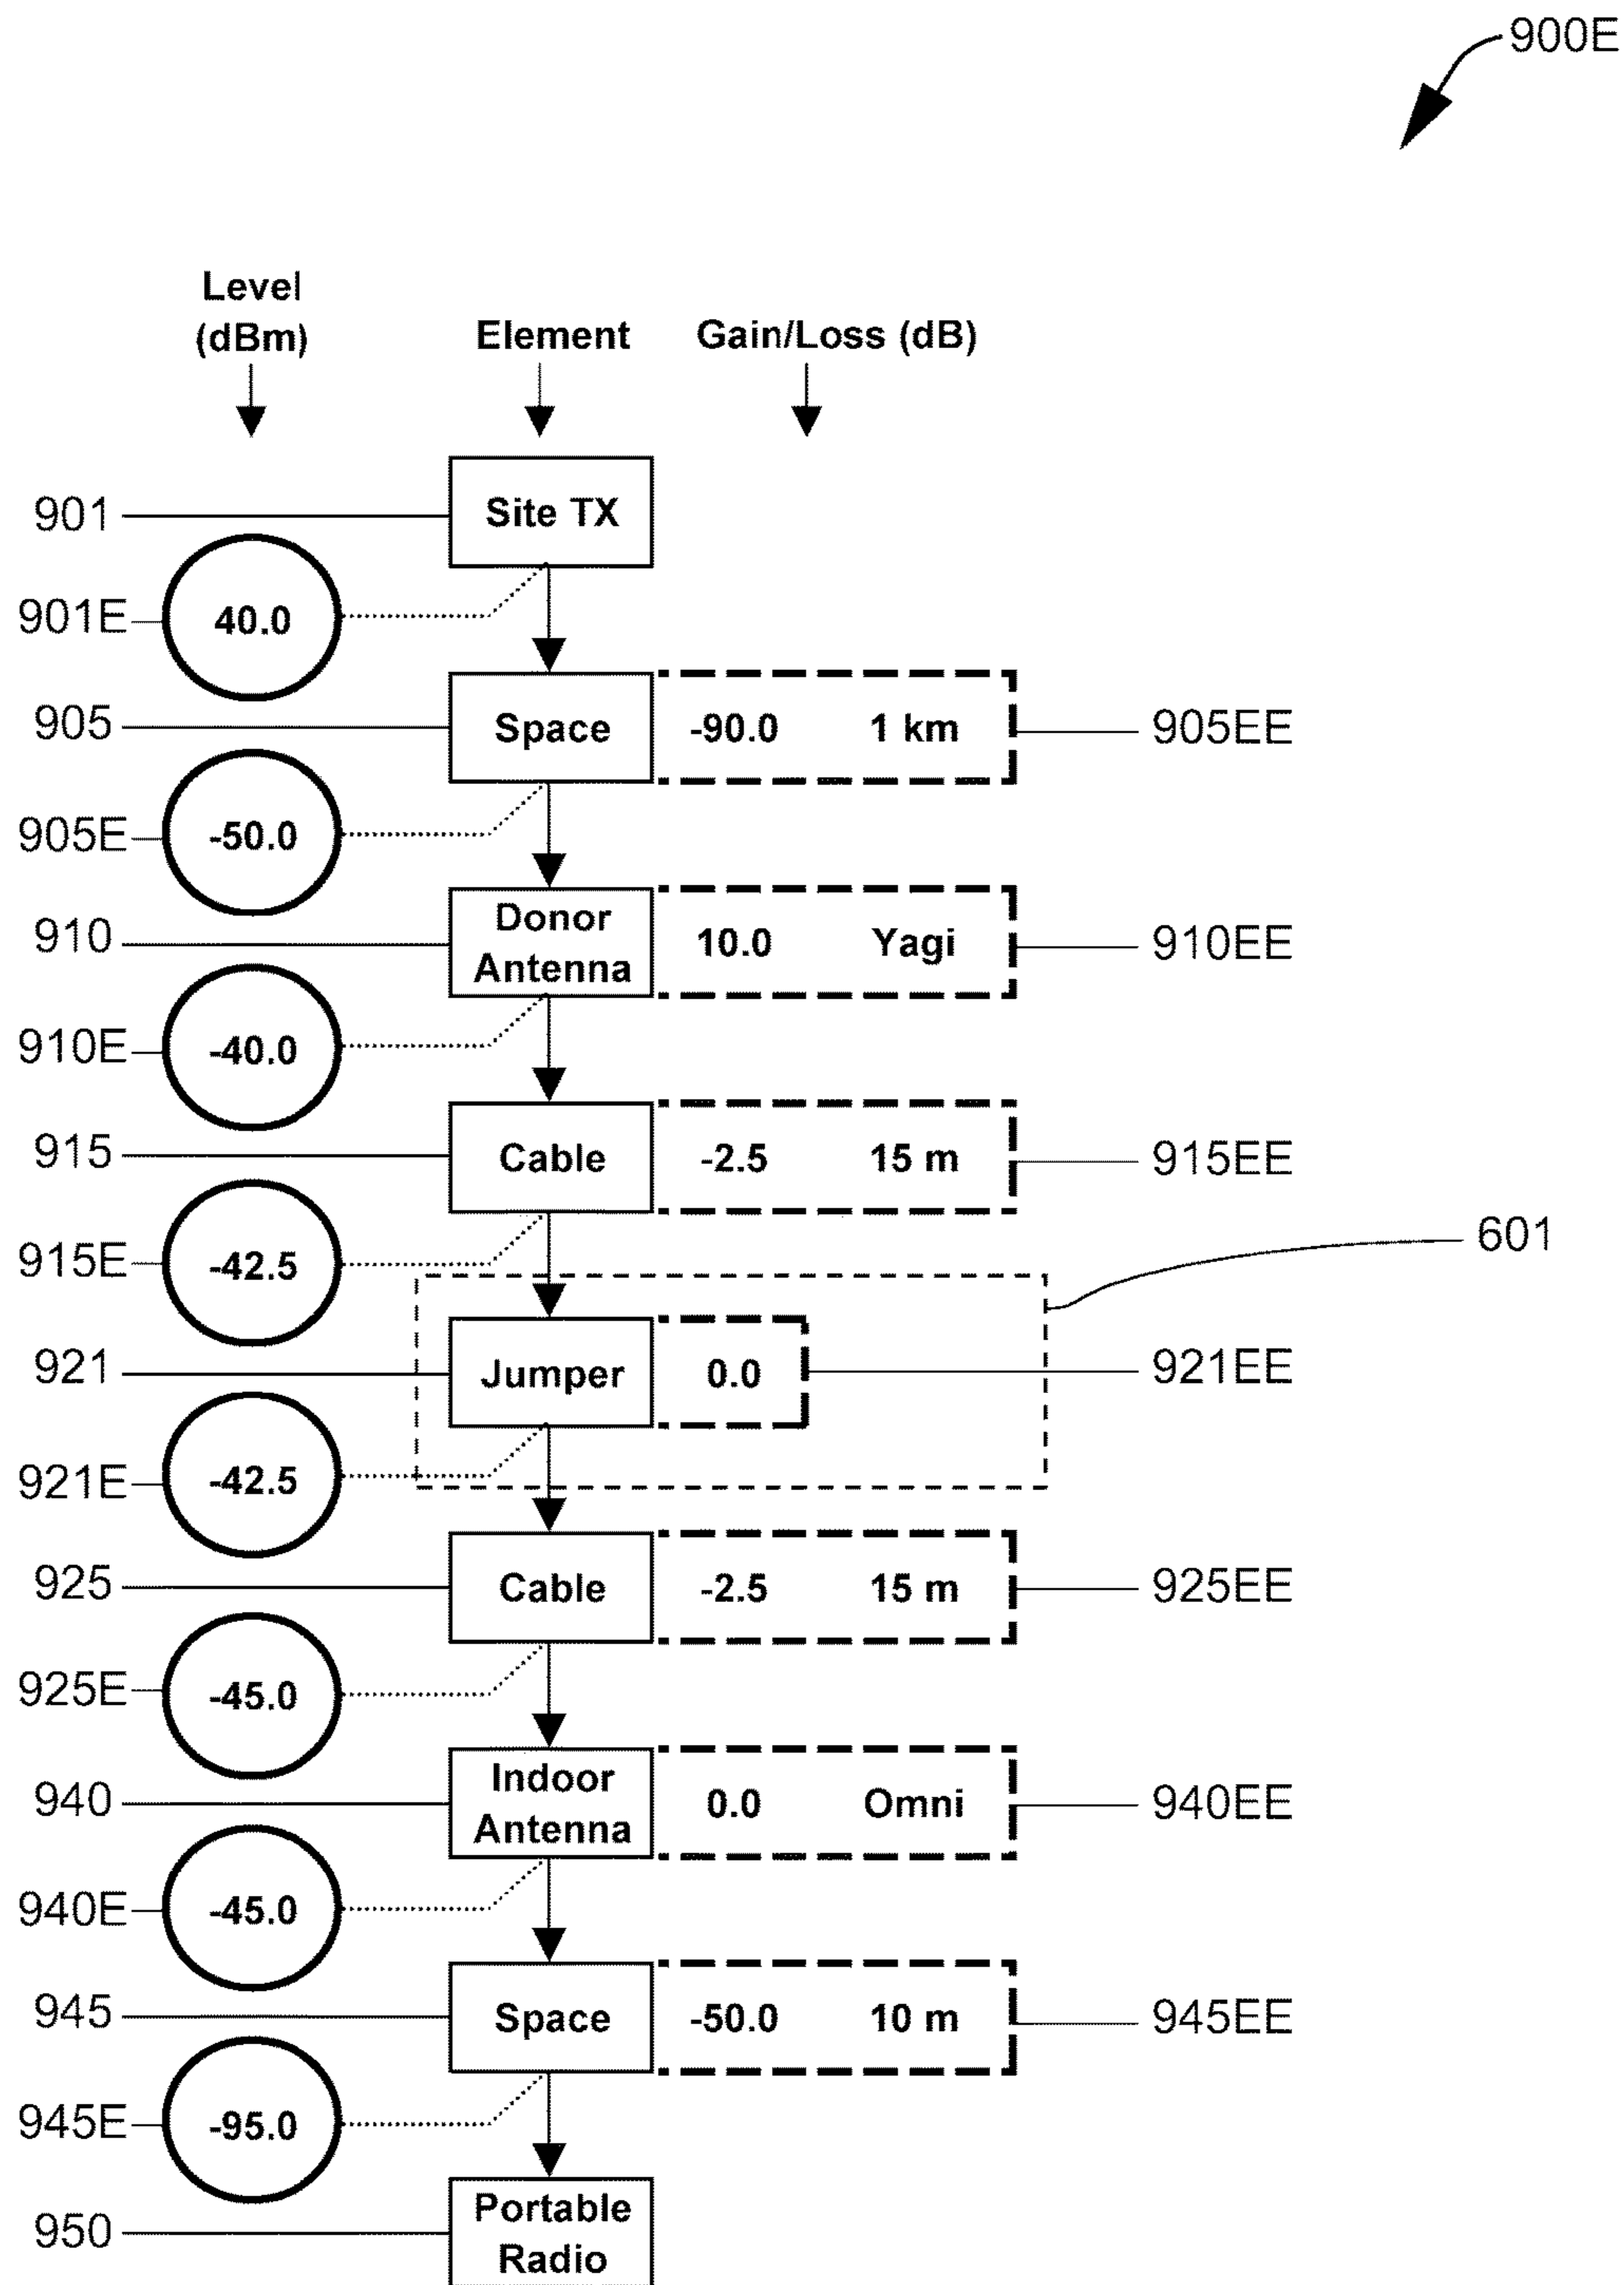 900E
Level
(dBm)
Element
Gain/Loss (dB)
901
Site TX
901E
40.0
905
Space
-90.0 1 km
905EE
905E
-50.0
910
Donor
Antenna
10.0 Yagi
910EE
910E
-40.0
915
Cable
-2.5 15 m
915EE
915E
-42.5
601
921
Jumper
0.0
921EE
921E
-42.5
925
Cable
-2.5 15 m
925EE
925E
-45.0
940
Indoor
Antenna
0.0 Omni
940EE
940E
-45.0
945
Space
-50.0 10 m
945EE
945E
-95.0
950
Portable
Radio